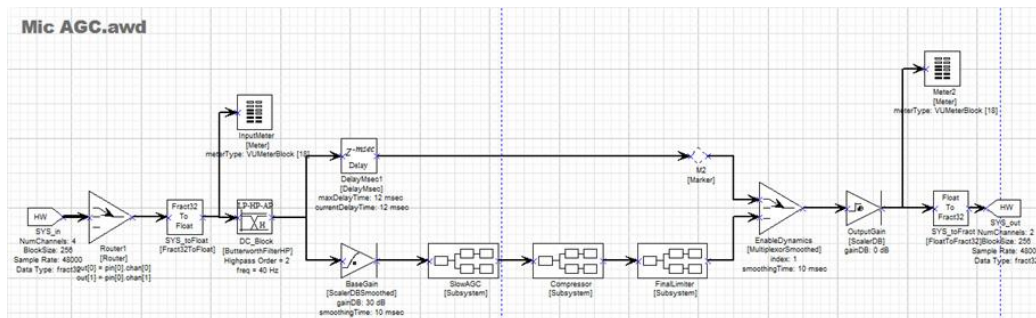 Mic AGC.awd
HW
SYS_in
NumChannels: 4
BlockSize: 256
Sample Rate: 48000
Data Type: fract32
Router1
[Router]
out[0] = pin[0].chan[0]
out[1] = pin[0].chan[1]
Fract32
To
Float
SYS_toFloat
[Fract32ToFloat]
InputMeter
[Meter]
meterType: VUMeterBlock [18]
LP-HP-AP
DC_Block
[ButterworthFilterHP]
Highpass Order = 2
freq = 40 Hz
z-msec
Delay
DelayMsec1
[DelayMsec]
maxDelayTime: 12 msec
currentDelayTime: 12 msec
BaseGain
[ScalerDBSmoothed]
gainDB: 30 dB
smoothingTime: 10 msec
SlowAGC
[Subsystem]
Compressor
[Subsystem]
FinalLimiter
[Subsystem]
M2
[Marker]
EnableDynamics
[MultiplexorSmoothed]
index: 1
smoothingTime: 10 msec
OutputGain
[ScalerDB]
gainDB: 0 dB
Meter2
[Meter]
meterType: VUMeterBlock [18]
Float
To
Fract32
SYS_toFract
[FloatToFract32]
HW
SYS_out
NumChannels: 2
BlockSize: 256
Sample Rate: 48000
Data Type: fract32